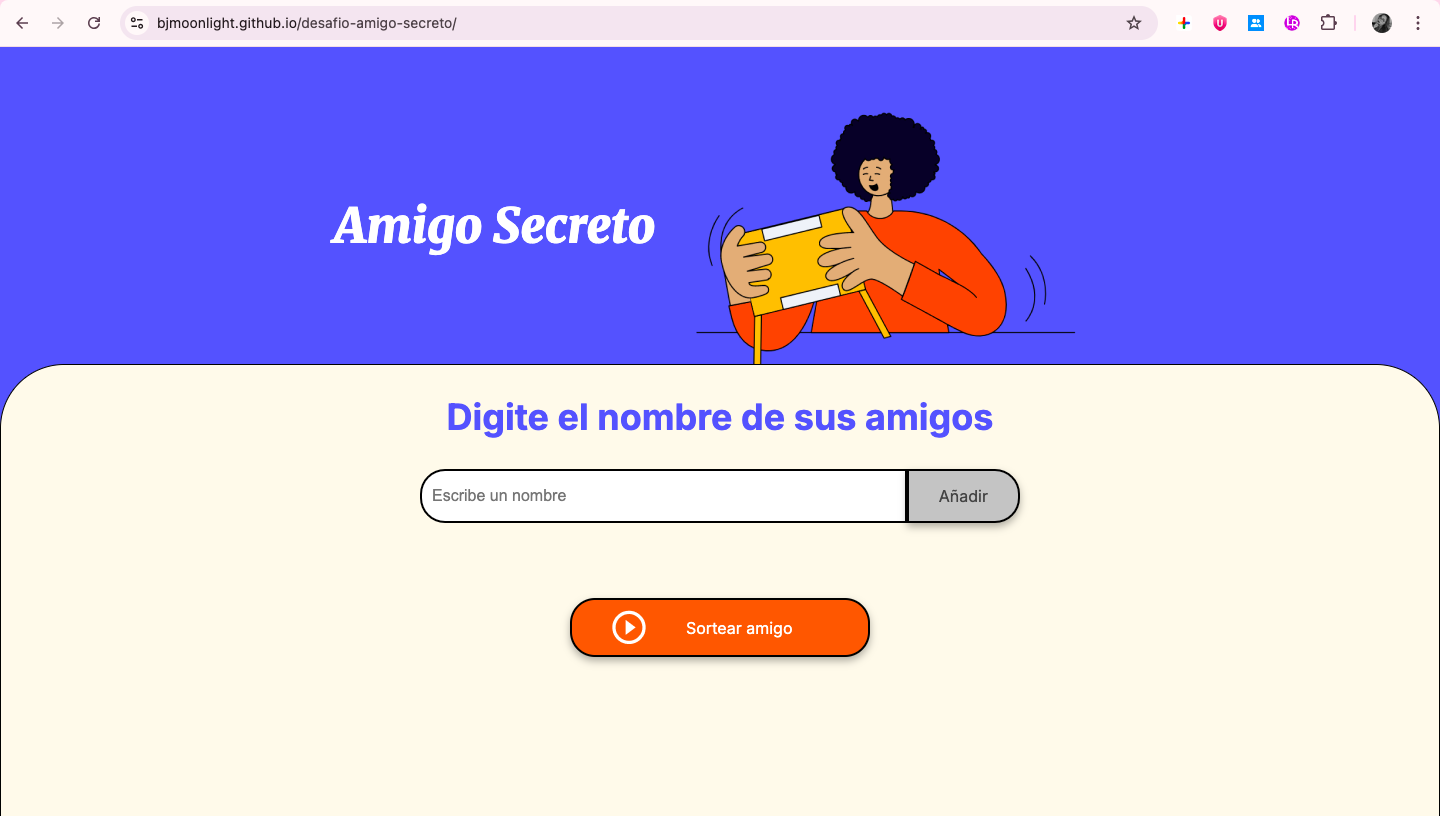 bjmoonlight.github.io/desafio-amigo-secreto/
Amigo Secreto
Digite el nombre de sus amigos
Escribe un nombre
Añadir
Sortear amigo